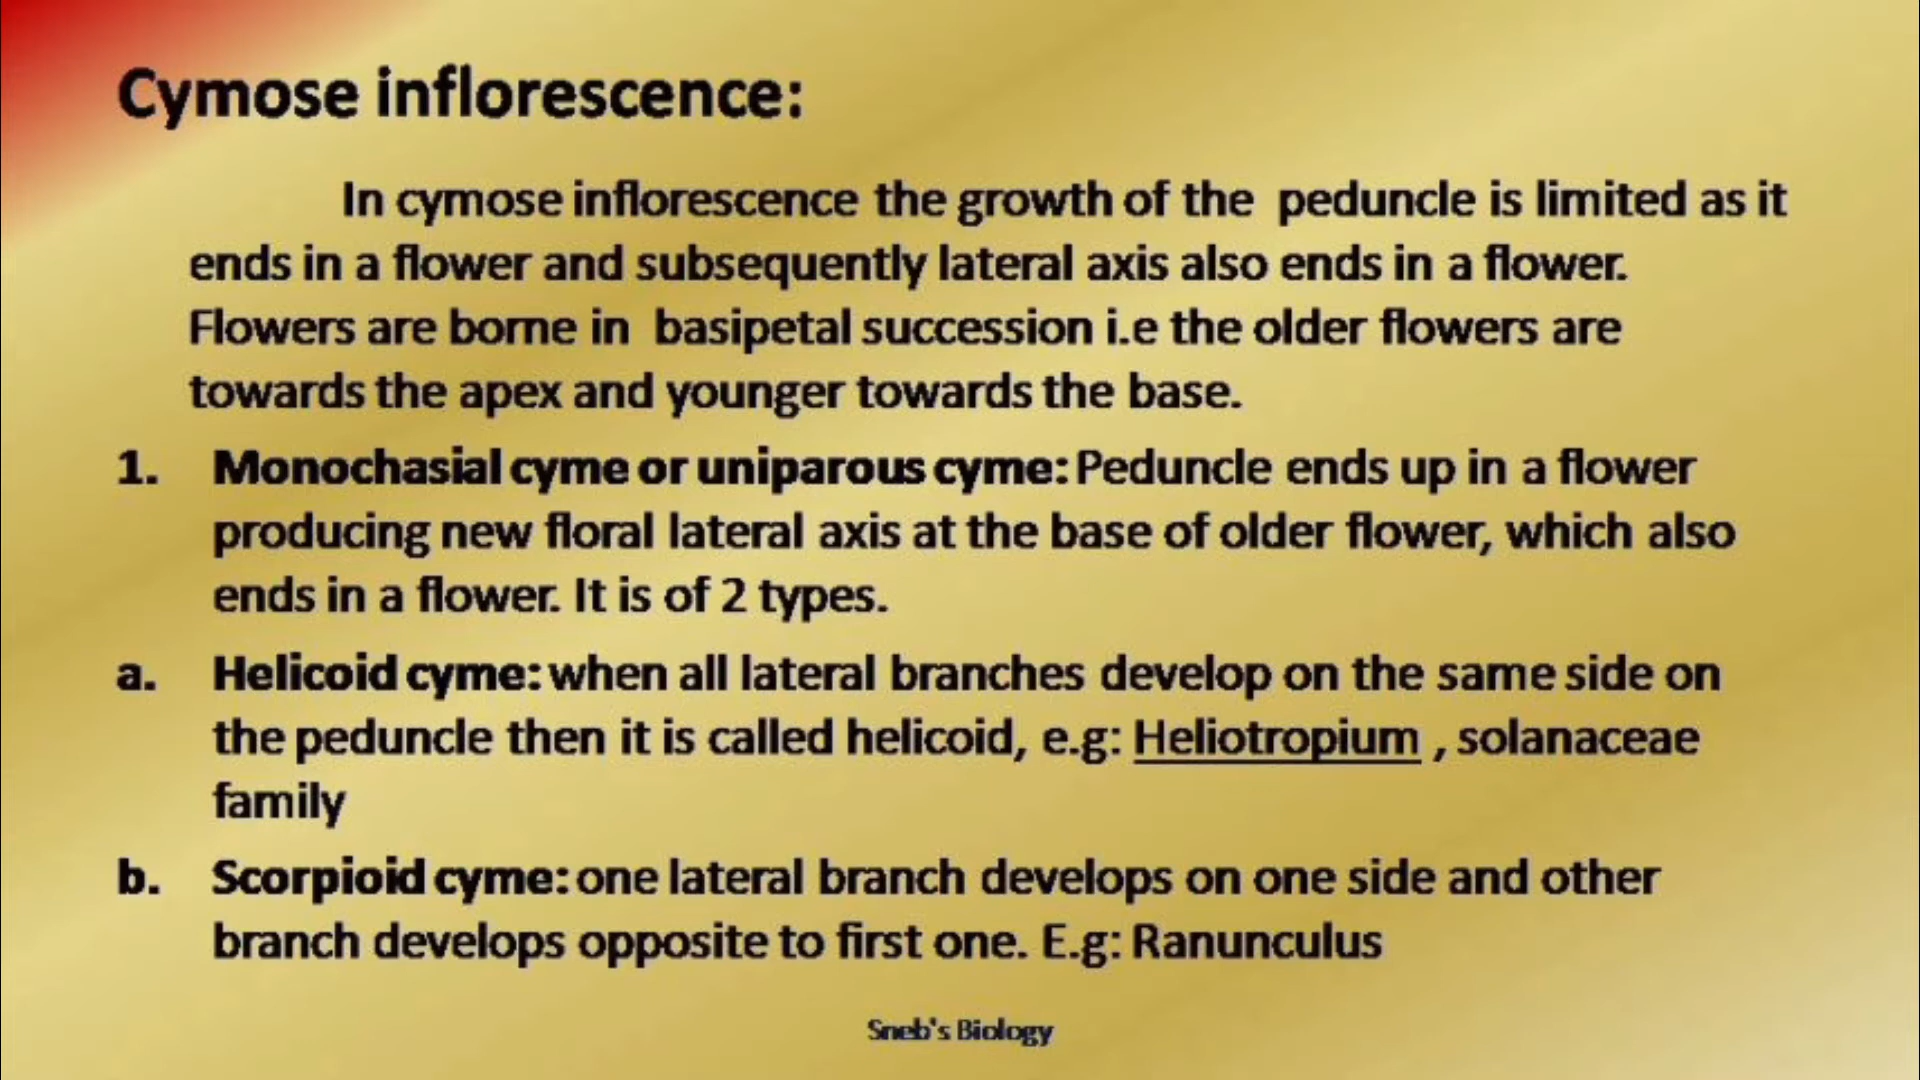 Cymose inflorescence:
In cymose inflorescence the growth of the peduncle is limited as it
ends in a flower and subsequently lateral axis also ends in a flower.
Flowers are borne in basipetal succession i.e the older flowers are
towards the apex and younger towards the base.
1. Monochasial cyme or uniparous cyme: Peduncle ends up in a flower
producing new floral lateral axis at the base of older flower, which also
ends in a flower. It is of 2 types.
a. Helicoid cyme: when all lateral branches develop on the same side on
the peduncle then it is called helicoid, e.g: Heliotropium , solanaceae
family
b. Scorpioid cyme: one lateral branch develops on one side and other
branch develops opposite to first one. E.g: Ranunculus
Sneb's Biology